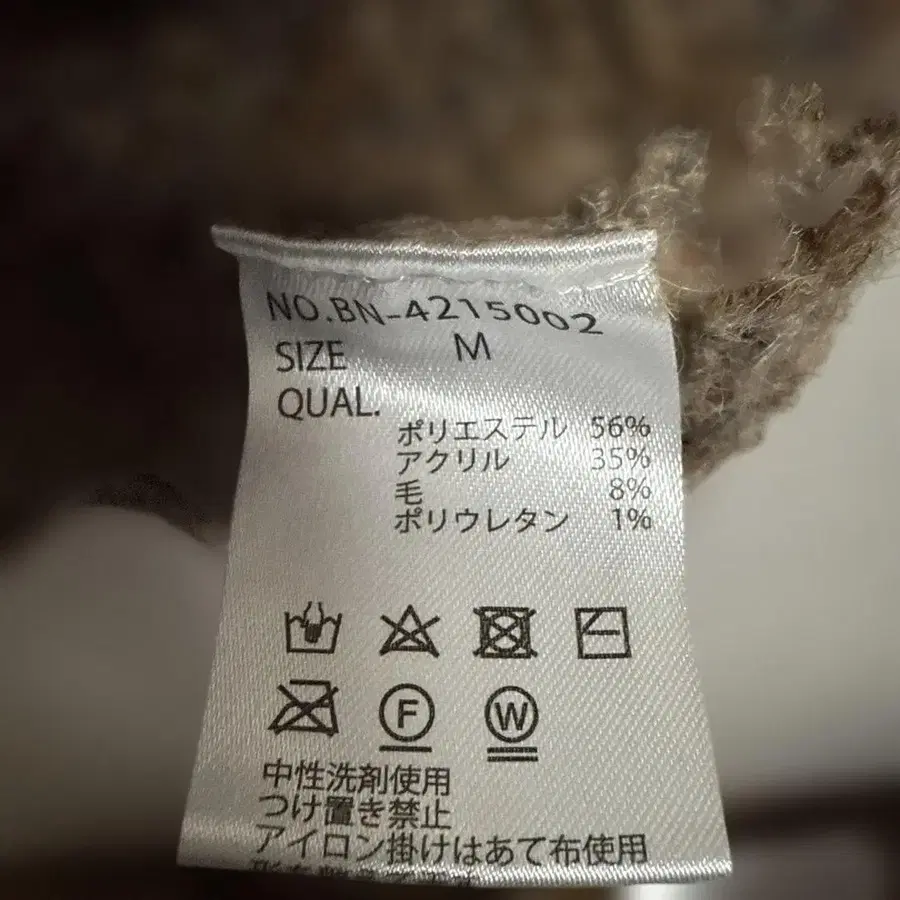 NO.BN-4215002
SIZE M
QUAL.
ポリエステル 56%
アクリル 35%
毛 8%
ポリウレタン 1%
F W
中性洗剤使用
つけ置き禁止
アイロン掛けはあて布使用